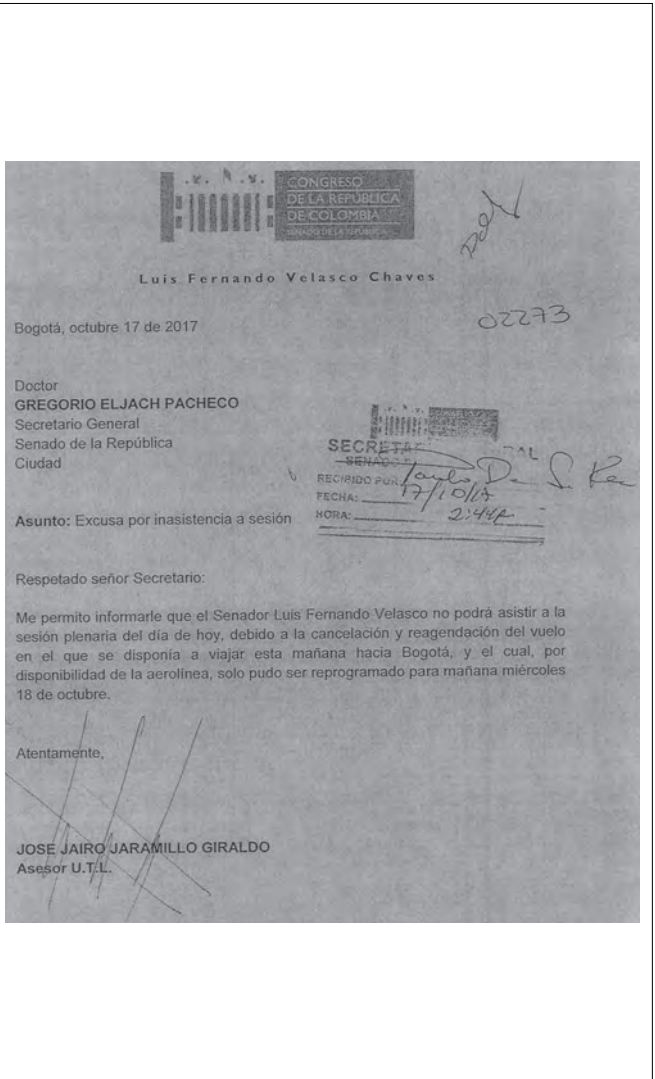 CONGRESO
DE LA REPÚBLICA
DE COLOMBIA
SENADO DE LA REPÚBLICA
Luis Fernando Velasco Chaves
02273
Bogotá, octubre 17 de 2017
Doctor
GREGORIO ELJACH PACHECO
Secretario General
Senado de la República
Ciudad
RECIBIDO POR:
FECHA: 17/10/17
HORA: 2:44p
Asunto: Excusa por inasistencia a sesión
Respetado señor Secretario:
Me permito informarle que el Senador Luis Fernando Velasco no podrá asistir a la
sesión plenaria del día de hoy, debido a la cancelación y reagendación del vuelo
en el que se disponía a viajar esta mañana hacia Bogotá, y el cual, por
disponibilidad de la aerolínea, solo pudo ser reprogramado para mañana miércoles
18 de octubre.
Atentamente,
JOSE JAIRO JARAMILLO GIRALDO
Asesor U.T.L.